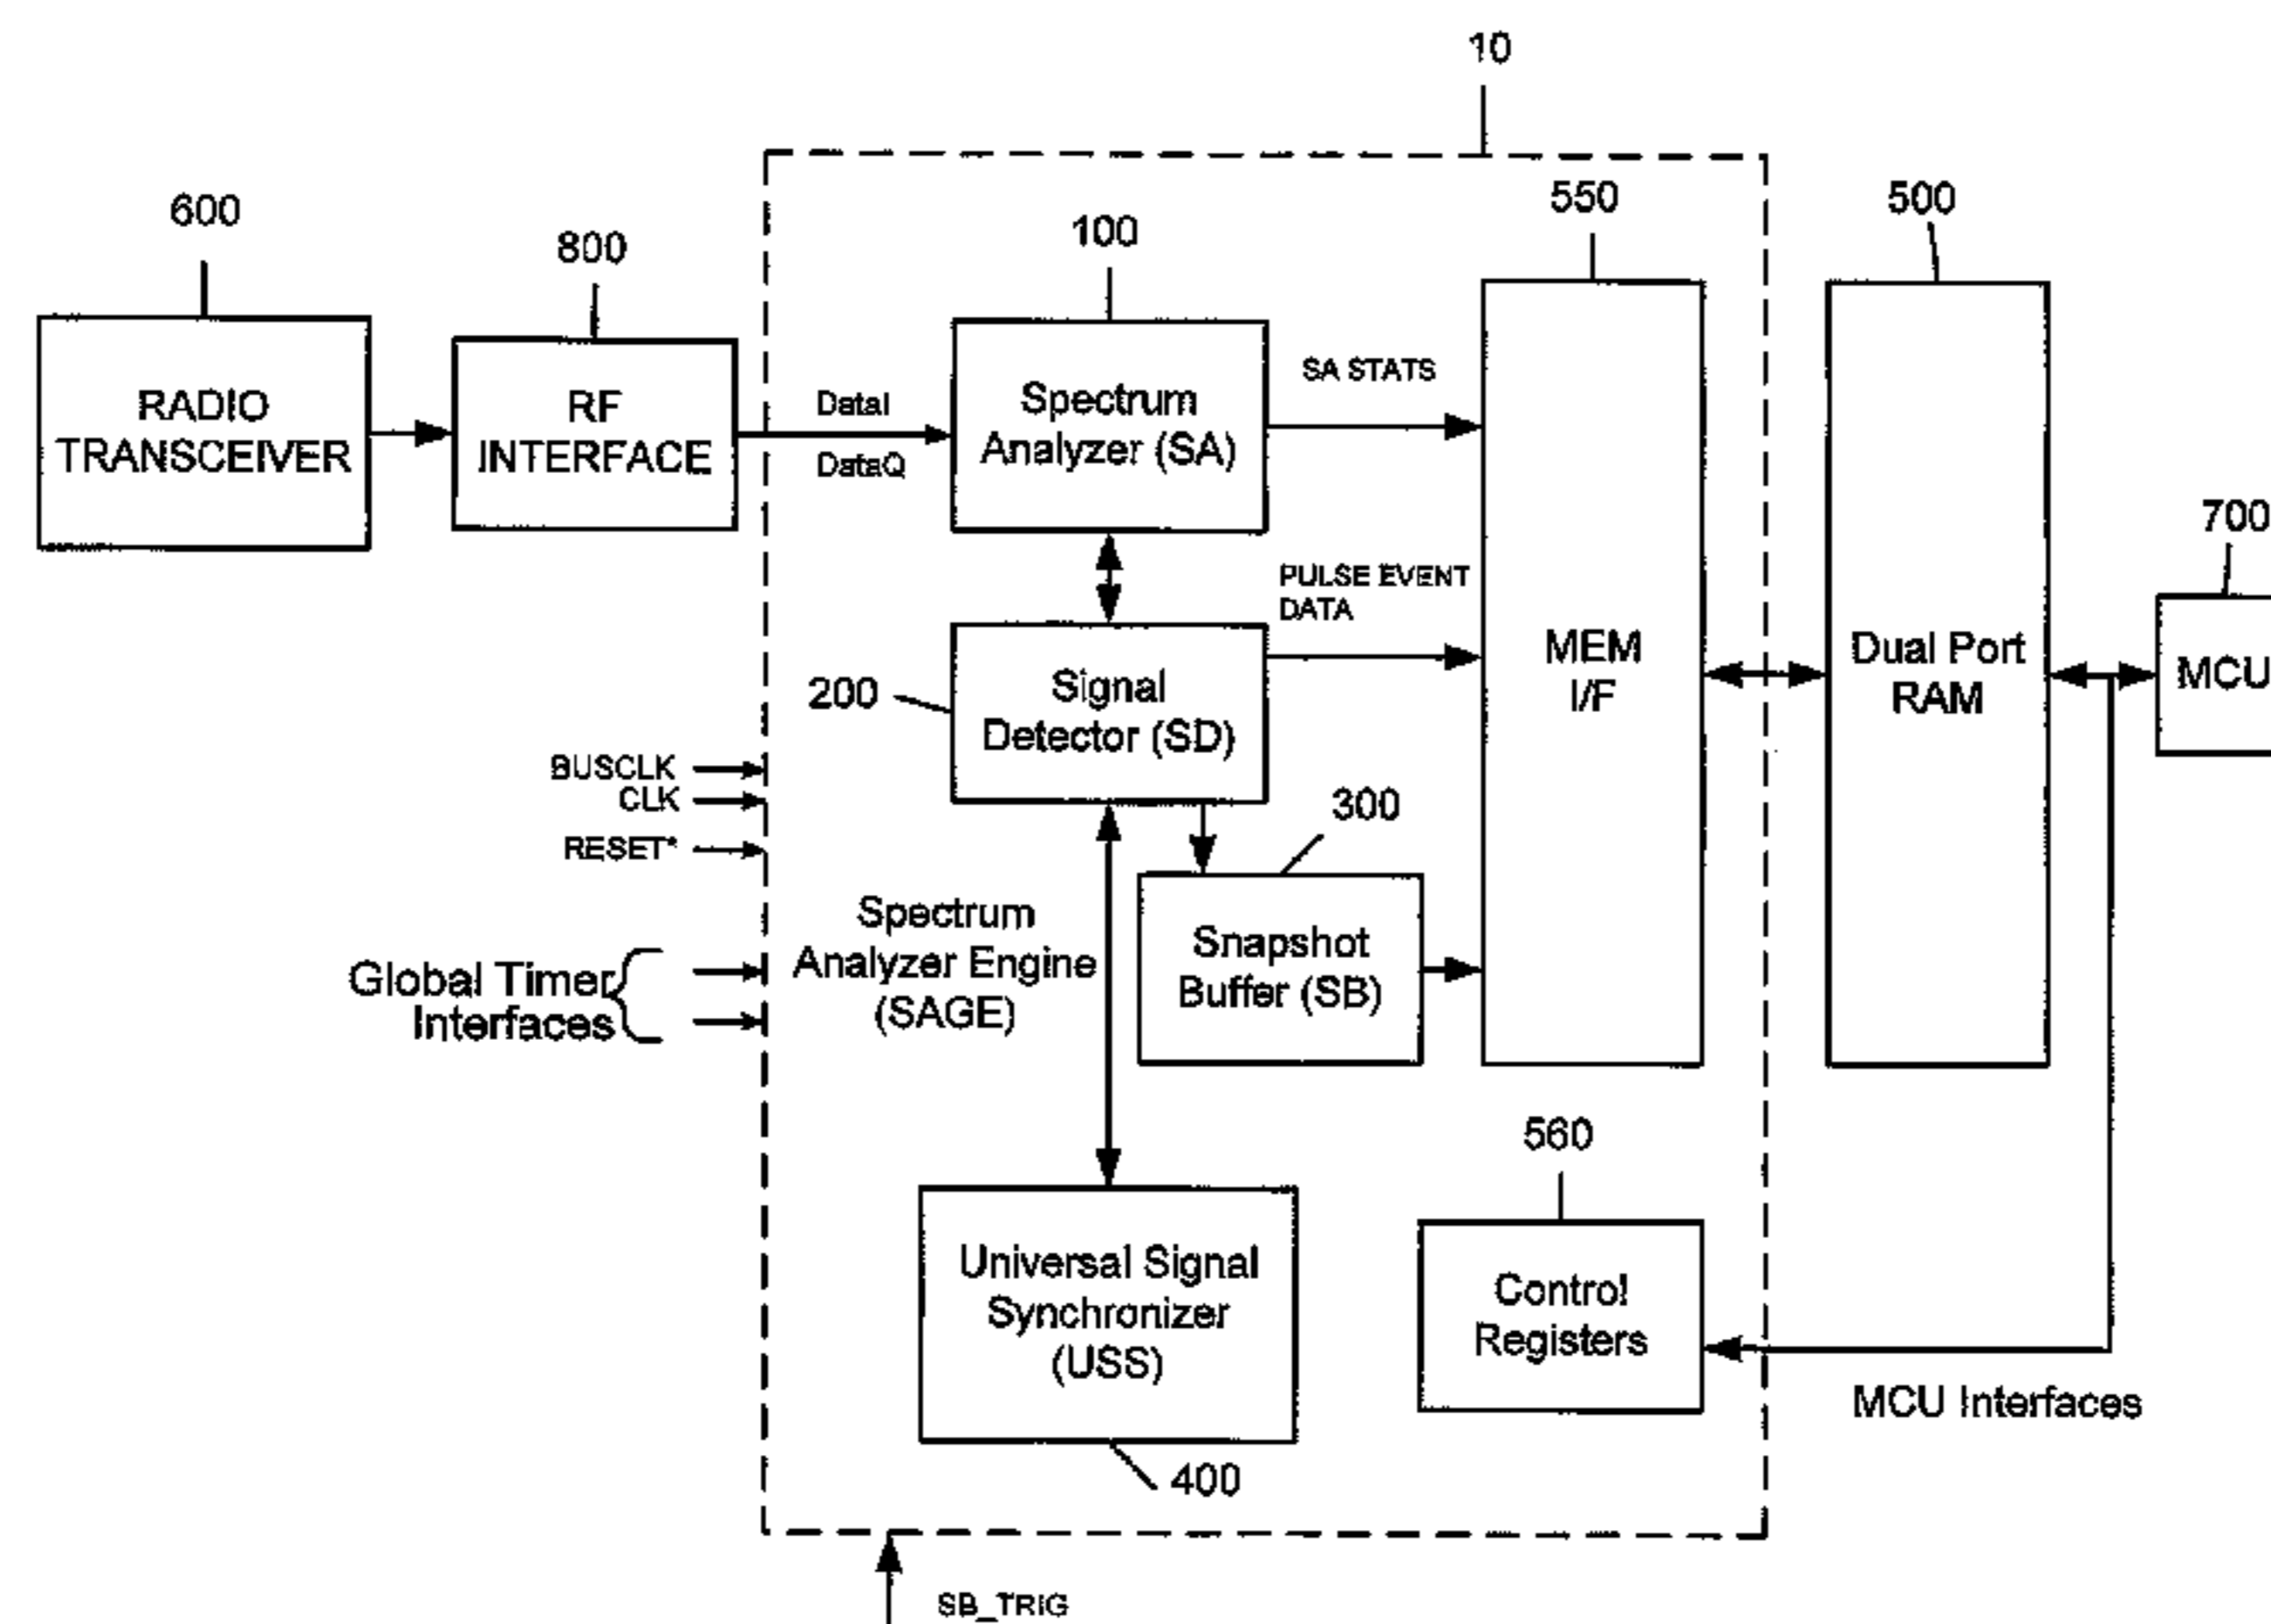 10
600
800
100
550
500
RADIO
TRANSCEIVER
RF
INTERFACE
DataI
DataQ
Spectrum
Analyzer (SA)
SA STATS
700
PULSE EVENT
DATA
200
Signal
Detector (SD)
MEM
I/F
Dual Port
RAM
MCU
BUSCLK
CLK
RESET*
300
Spectrum
Analyzer Engine
(SAGE)
Snapshot
Buffer (SB)
Global Timer
Interfaces
560
Universal Signal
Synchronizer
(USS)
Control
Registers
MCU Interfaces
400
SB_TRIG